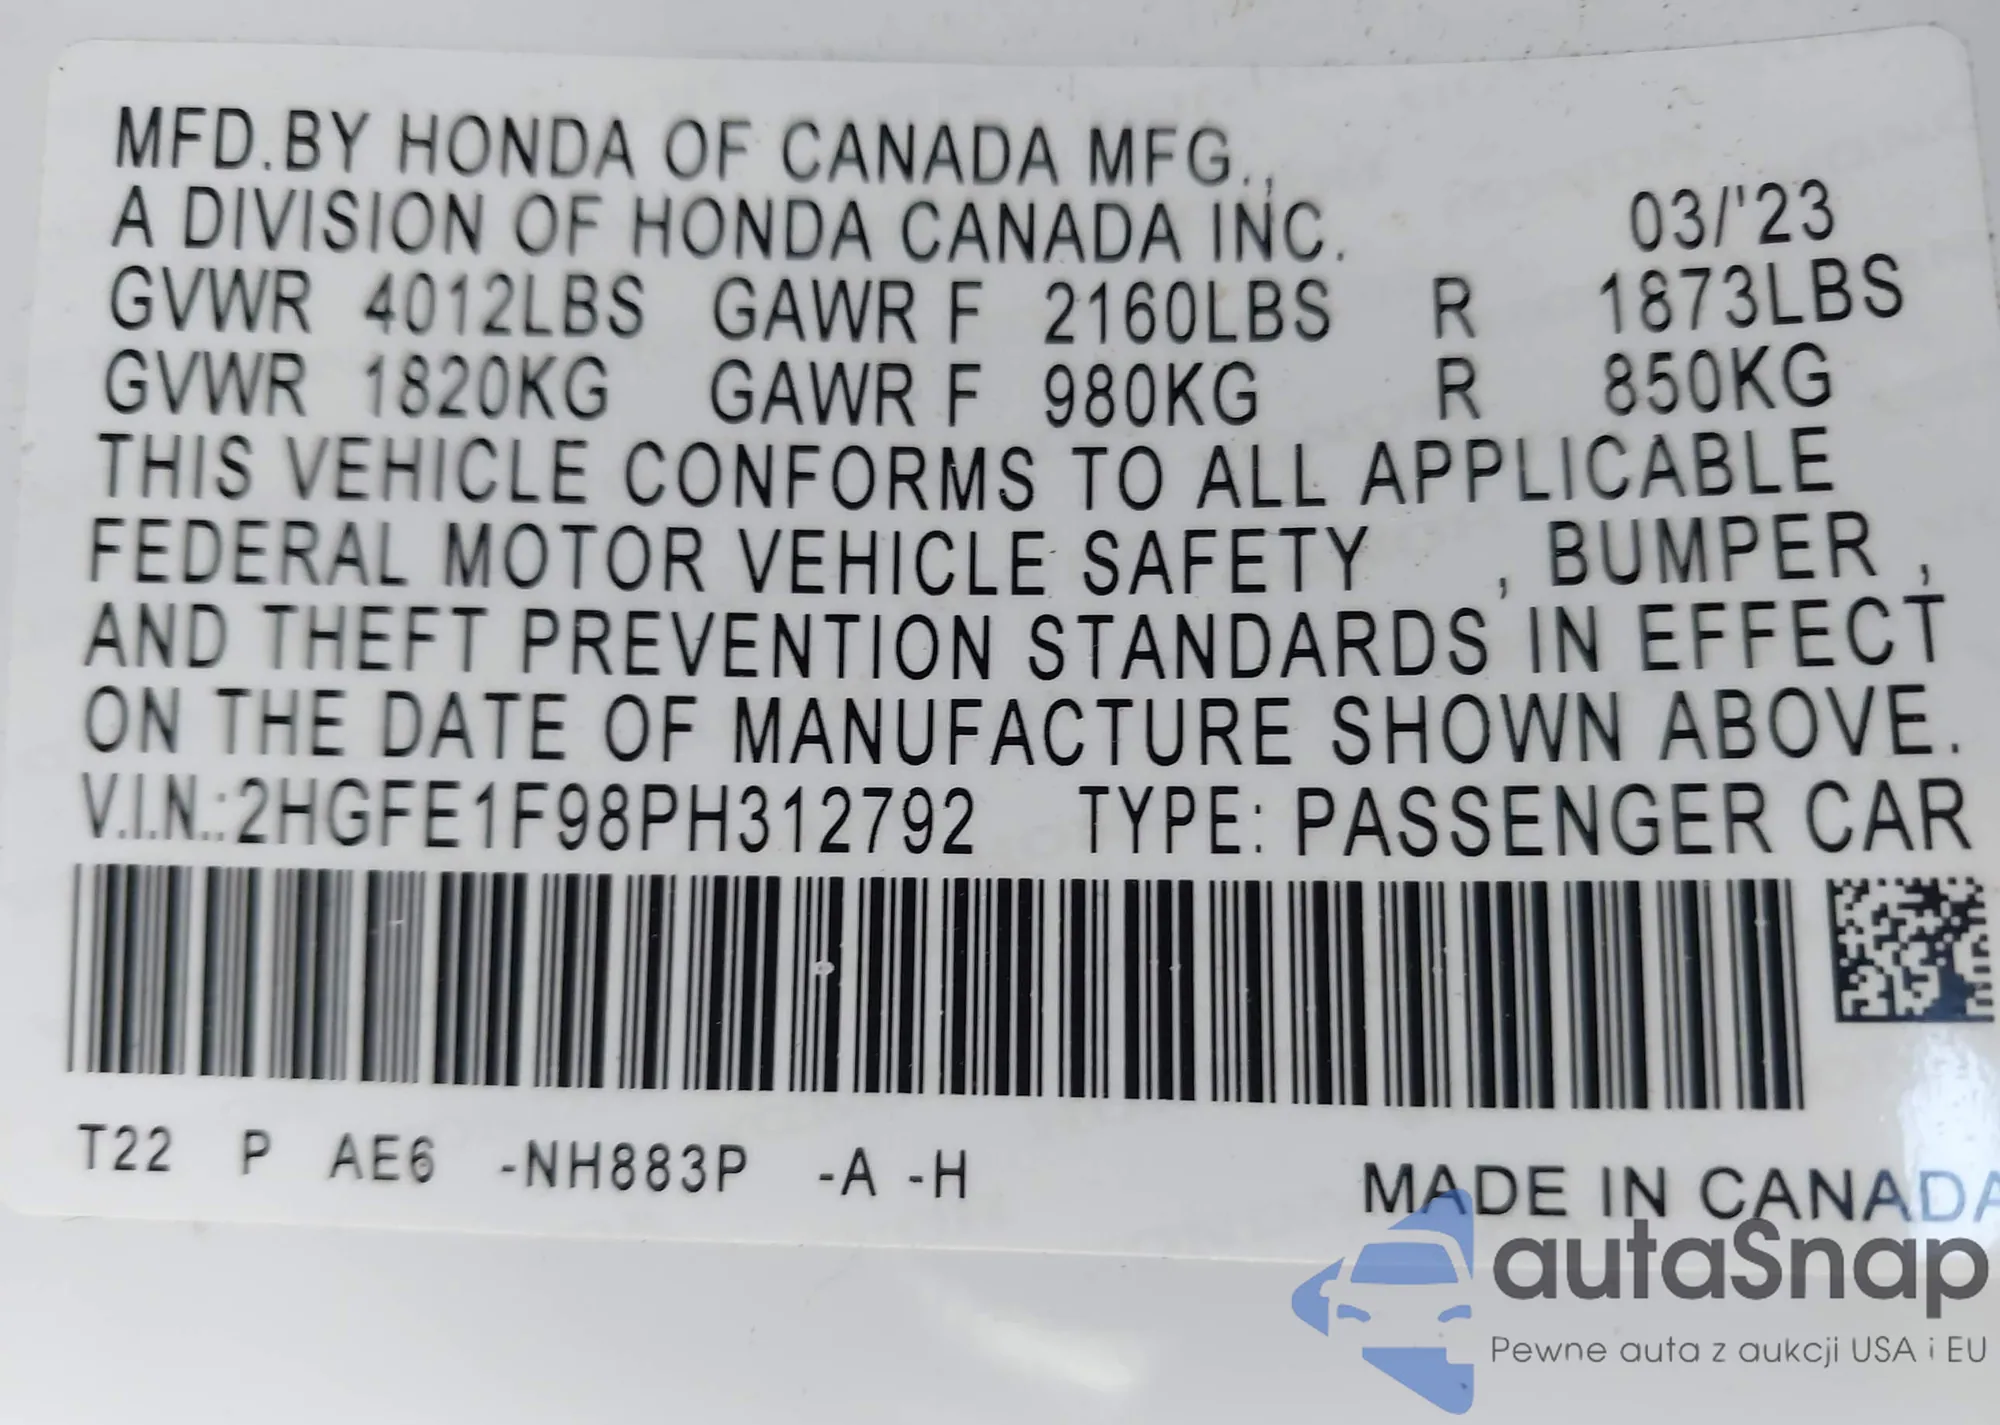 MFD.BY HONDA OF CANADA MFG.,
A DIVISION OF HONDA CANADA INC. 03/'23
GVWR 4012LBS GAWR F 2160LBS R 1873LBS
GVWR 1820KG GAWR F 980KG R 850KG
THIS VEHICLE CONFORMS TO ALL APPLICABLE
FEDERAL MOTOR VEHICLE SAFETY , BUMPER ,
AND THEFT PREVENTION STANDARDS IN EFFECT
ON THE DATE OF MANUFACTURE SHOWN ABOVE.
V.I.N.:2HGFE1F98PH312792 TYPE: PASSENGER CAR
T22 P AE6 -NH883P -A -H
MADE IN CANADA
autaSnap
Pewne auta z aukcji USA i EU